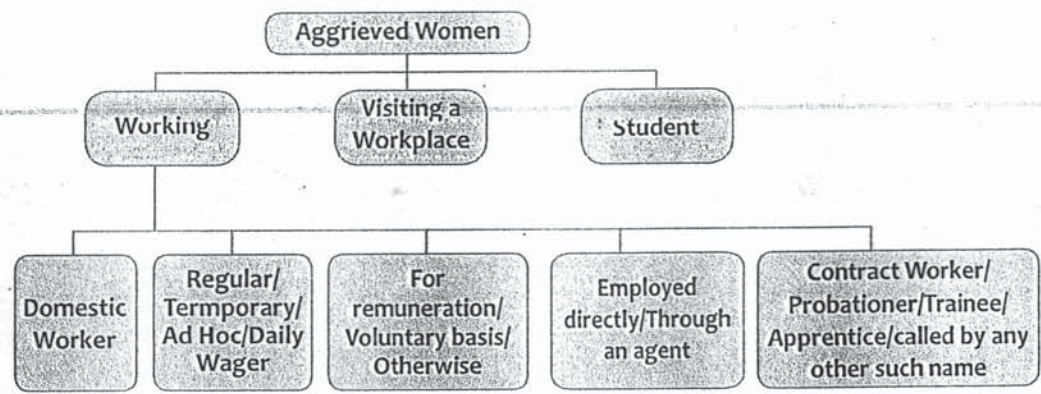 Aggrieved Women
Working
Visiting a
Workplace
Student
Domestic
Worker
Regular/
Termporary/
Ad Hoc/Daily
Wager
For
remuneration/
Voluntary basis/
Otherwise
Employed
directly/Through
an agent
Contract Worker/
Probationer/Trainee/
Apprentice/called by any
other such name